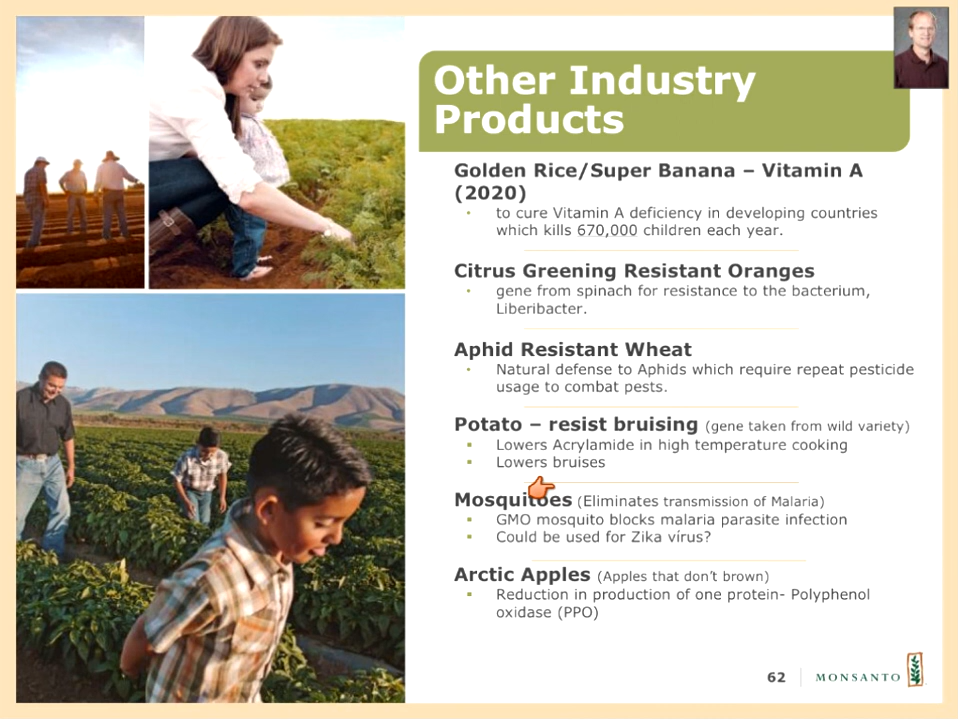 Other Industry
Products
Golden Rice/Super Banana – Vitamin A
(2020)
• to cure Vitamin A deficiency in developing countries
which kills 670,000 children each year.
Citrus Greening Resistant Oranges
• gene from spinach for resistance to the bacterium,
Liberibacter.
Aphid Resistant Wheat
• Natural defense to Aphids which require repeat pesticide
usage to combat pests.
Potato – resist bruising (gene taken from wild variety)
▪ Lowers Acrylamide in high temperature cooking
▪ Lowers bruises
Mosquitoes (Eliminates transmission of Malaria)
▪ GMO mosquito blocks malaria parasite infection
▪ Could be used for Zika vírus?
Arctic Apples (Apples that don't brown)
▪ Reduction in production of one protein- Polyphenol
oxidase (PPO)
62
MONSANTO